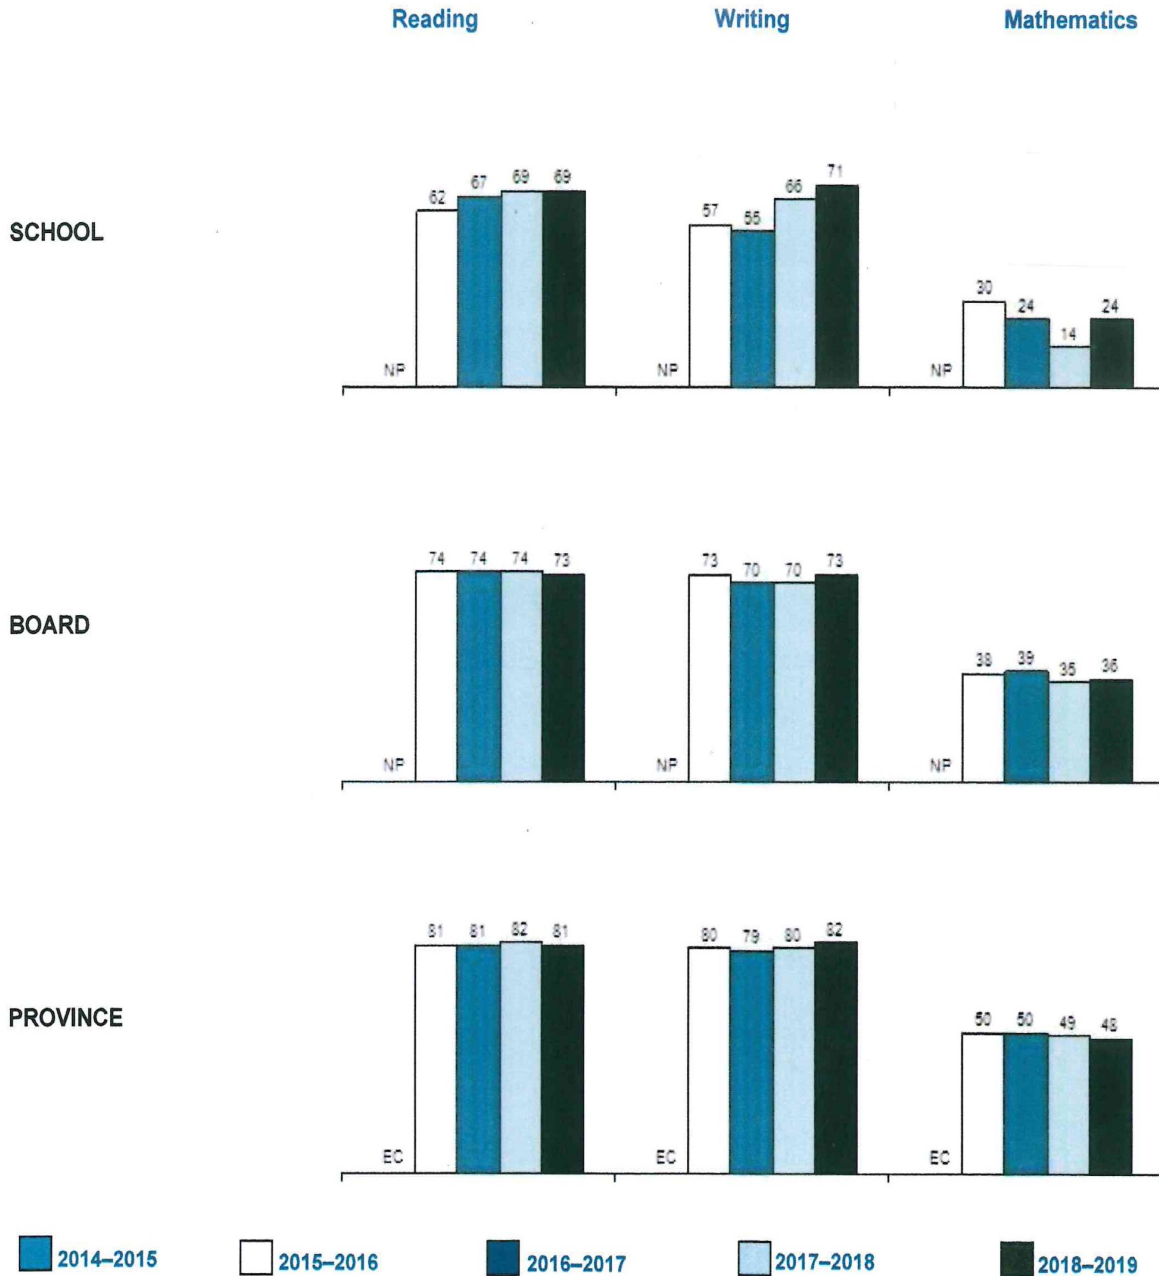 Reading Writing Mathematics
SCHOOL
NP 62 67 69 69
NP 57 55 66 71
NP 30 24 14 24
BOARD
NP 74 74 74 73
NP 73 70 70 73
NP 38 39 35 36
PROVINCE
EC 81 81 82 81
EC 80 79 80 82
EC 50 50 49 48
2014–2015 2015–2016 2016–2017 2017–2018 2018–2019